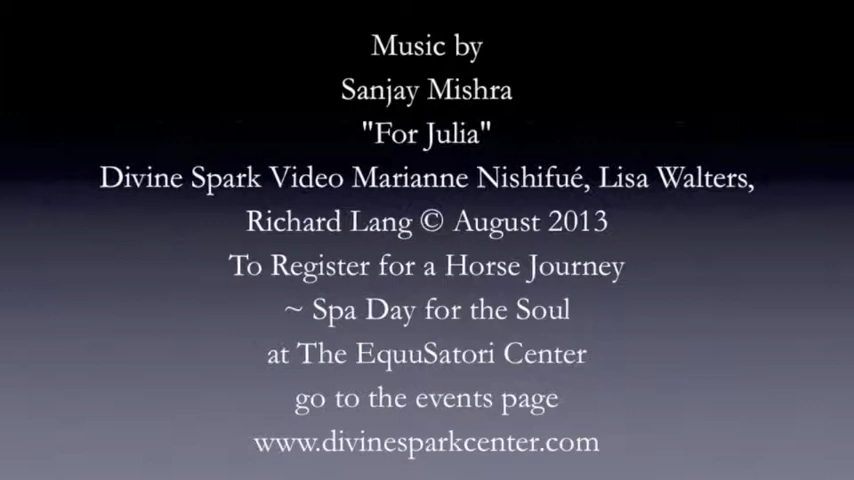 Music by
Sanjay Mishra
"For Julia"
Divine Spark Video Marianne Nishifué, Lisa Walters,
Richard Lang © August 2013
To Register for a Horse Journey
~ Spa Day for the Soul
at The EquuSatori Center
go to the events page
www.divinesparkcenter.com